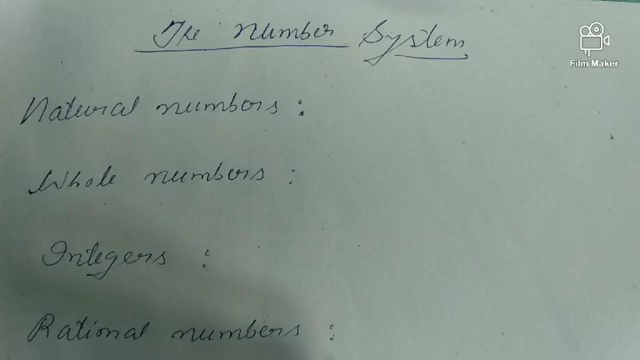 The Number System
Film Maker
Natural numbers :
Whole numbers :
Integers :
Rational numbers :